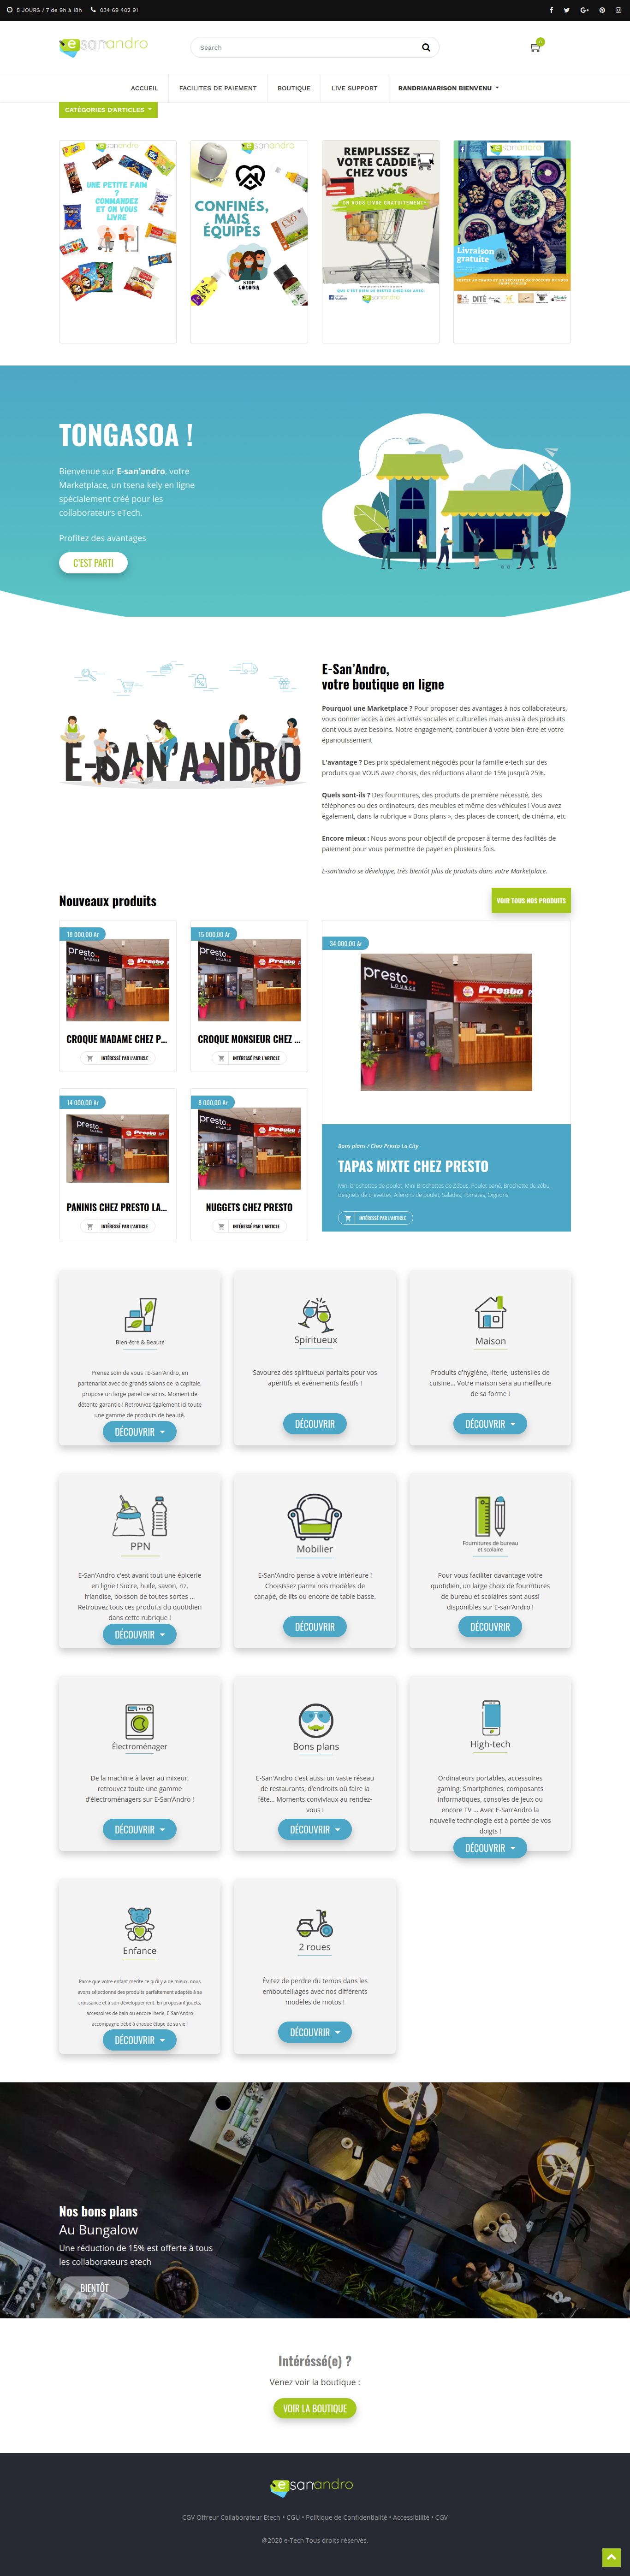 5 JOURS / 7 de 9h à 18h
034 69 402 91
esanandro
Search
0
ACCUEIL
FACILITES DE PAIEMENT
BOUTIQUE
LIVE SUPPORT
RANDRIANARISON BIENVENU
CATÉGORIES D'ARTICLES
esanandro
UNE PETITE FAIM
?
COMMANDEZ
ET ON VOUS
LIVRE
esanandro
CONFINÉS,
MAIS
ÉQUIPÉS
STOP
CORONA
REMPLISSEZ
VOTRE CADDIE
CHEZ VOUS
ON VOUS LIVRE GRATUITEMENT*
esanandro
esanandro
Livraison
gratuite
TONGASOA !
Bienvenue sur E-san'andro, votre
Marketplace, un tsena kely en ligne
spécialement créé pour les
collaborateurs eTech.
Profitez des avantages
C'EST PARTI
E-SAN'ANDRO
E-San'Andro,
votre boutique en ligne
Pourquoi une Marketplace ? Pour proposer des avantages à nos collaborateurs,
vous donner accès à des activités sociales et culturelles mais aussi à des produits
dont vous avez besoins. Notre engagement, contribuer à votre bien-être et votre
épanouissement
L'avantage ? Des prix spécialement négociés pour la famille e-tech sur des
produits que VOUS avez choisis, des réductions allant de 15% jusqu'à 25%.
Quels sont-ils ? Des fournitures, des produits de première nécessité, des
téléphones ou des ordinateurs, des meubles et même des véhicules ! Vous avez
également, dans la rubrique « Bons plans », des places de concert, de cinéma, etc
Encore mieux : Nous avons pour objectif de proposer à terme des facilités de
paiement pour vous permettre de payer en plusieurs fois.
E-san'andro se développe, très bientôt plus de produits dans votre Marketplace.
Nouveaux produits
VOIR TOUS NOS PRODUITS
18 000,00 Ar
presto
LOUNGE
Presto
CROQUE MADAME CHEZ P...
INTÉRESSÉ PAR L'ARTICLE
15 000,00 Ar
presto
LOUNGE
Presto
CROQUE MONSIEUR CHEZ ...
INTÉRESSÉ PAR L'ARTICLE
34 000,00 Ar
presto
LOUNGE
Presto
14 000,00 Ar
presto
LOUNGE
Presto
PANINIS CHEZ PRESTO LA...
INTÉRESSÉ PAR L'ARTICLE
8 000,00 Ar
presto
LOUNGE
Presto
NUGGETS CHEZ PRESTO
INTÉRESSÉ PAR L'ARTICLE
Bons plans / Chez Presto La City
TAPAS MIXTE CHEZ PRESTO
Mini brochettes de poulet, Mini Brochettes de Zébus, Poulet pané, Brochette de zébu,
Beignets de crevettes, Ailerons de poulet, Salades, Tomates, Oignons
INTÉRESSÉ PAR L'ARTICLE
Bien-être & Beauté
Prenez soin de vous ! E-San'Andro, en
partenariat avec de grands salons de la capitale,
propose un large panel de soins. Moment de
détente garantie ! Retrouvez également ici toute
une gamme de produits de beauté.
DÉCOUVRIR
Spiritueux
Savourez des spiritueux parfaits pour vos
apéritifs et événements festifs !
DÉCOUVRIR
Maison
Produits d'hygiène, literie, ustensiles de
cuisine... Votre maison sera au meilleure
de sa forme !
DÉCOUVRIR
PPN
E-San'Andro c'est avant tout une épicerie
en ligne ! Sucre, huile, savon, riz,
friandise, boisson de toutes sortes ...
Retrouvez tous ces produits du quotidien
dans cette rubrique !
DÉCOUVRIR
Mobilier
E-San'Andro pense à votre intérieure !
Choisissez parmi nos modèles de
canapé, de lits ou encore de table basse.
DÉCOUVRIR
Fournitures de bureau
et scolaire
Pour vous faciliter davantage votre
quotidien, un large choix de fournitures
de bureau et scolaires sont aussi
disponibles sur E-san'Andro !
DÉCOUVRIR
Électroménager
De la machine à laver au mixeur,
retrouvez toute une gamme
d'électroménagers sur E-San'Andro !
DÉCOUVRIR
Bons plans
E-San'Andro c'est aussi un vaste réseau
de restaurants, d'endroits où faire la
fête... Moments conviviaux au rendez-
vous !
DÉCOUVRIR
High-tech
Ordinateurs portables, accessoires
gaming, Smartphones, composants
informatiques, consoles de jeux ou
encore TV ... Avec E-San'Andro la
nouvelle technologie est à portée de vos
doigts !
DÉCOUVRIR
Enfance
Parce que votre enfant mérite ce qu'il y a de mieux, nous
avons sélectionné des produits parfaitement adaptés à sa
croissance et à son développement. En proposant jouets,
accessoires de bain ou encore literie, E-San'Andro
accompagne bébé à chaque étape de sa vie !
DÉCOUVRIR
2 roues
Évitez de perdre du temps dans les
embouteillages avec nos différents
modèles de motos !
DÉCOUVRIR
Nos bons plans
Au Bungalow
Une réduction de 15% est offerte à tous
les collaborateurs etech
BIENTÔT
Intéréssé(e) ?
Venez voir la boutique :
VOIR LA BOUTIQUE
esanandro
CGV Offreur Collaborateur Etech • CGU • Politique de Confidentialité • Accessibilité • CGV
@2020 e-Tech Tous droits réservés.